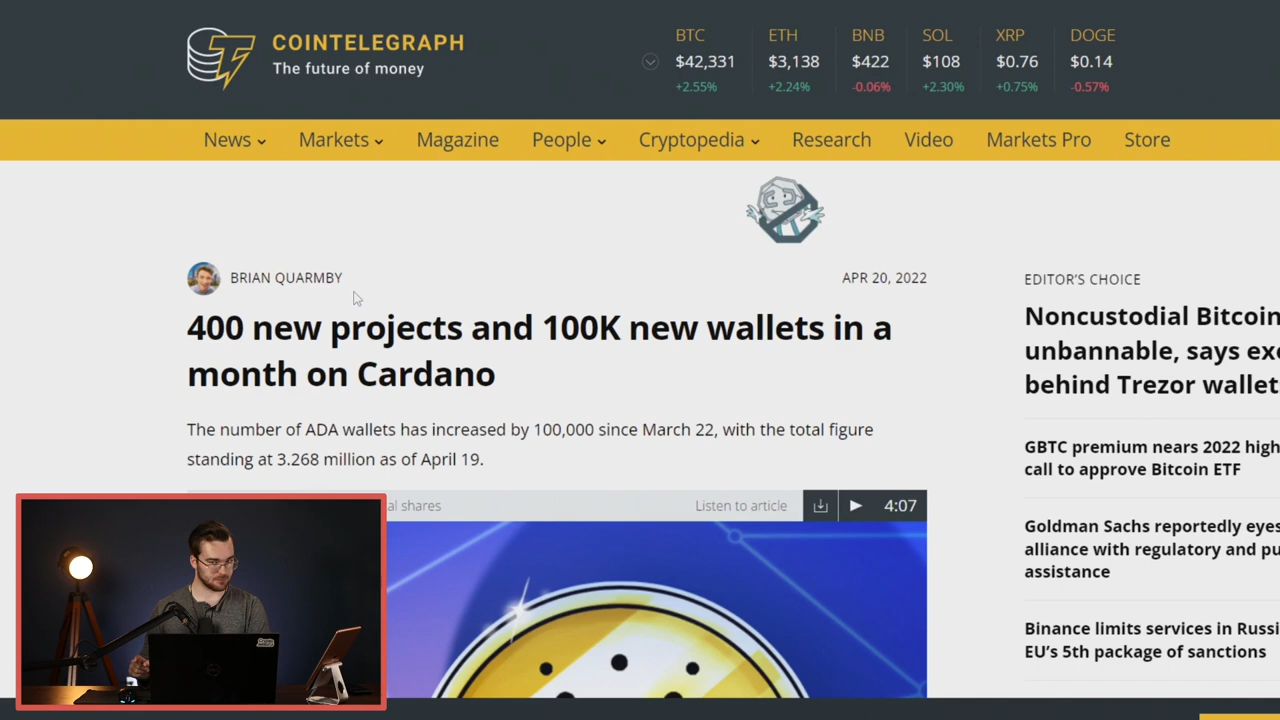 COINTELEGRAPH
The future of money
BTC ETH BNB SOL XRP DOGE
$42,331 $3,138 $422 $108 $0.76 $0.14
+2.55% +2.24% -0.06% +2.30% +0.75% -0.57%
News Markets Magazine People Cryptopedia Research Video Markets Pro Store
BRIAN QUARMBY
APR 20, 2022
400 new projects and 100K new wallets in a
month on Cardano
The number of ADA wallets has increased by 100,000 since March 22, with the total figure
standing at 3.268 million as of April 19.
al shares
Listen to article
4:07
EDITOR'S CHOICE
Noncustodial Bitcoin
unbannable, says exe
behind Trezor wallet
GBTC premium nears 2022 high
call to approve Bitcoin ETF
Goldman Sachs reportedly eyes
alliance with regulatory and pu
assistance
Binance limits services in Russi
EU's 5th package of sanctions